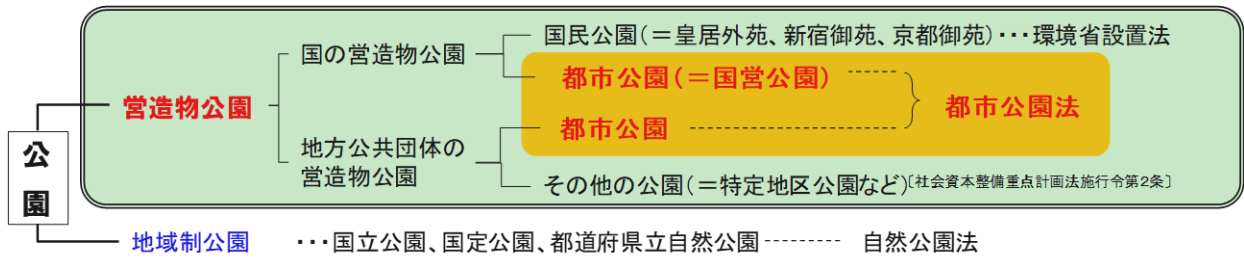 国民公園(＝皇居外苑、新宿御苑、京都御苑)･･･環境省設置法
国の営造物公園
都市公園(＝国営公園)
営造物公園
都市公園法
都市公園
地方公共団体の
営造物公園
その他の公園(＝特定地区公園など)[社会資本整備重点計画法施行令第2条]
公
園
地域制公園 ･･･国立公園、国定公園、都道府県立自然公園 自然公園法